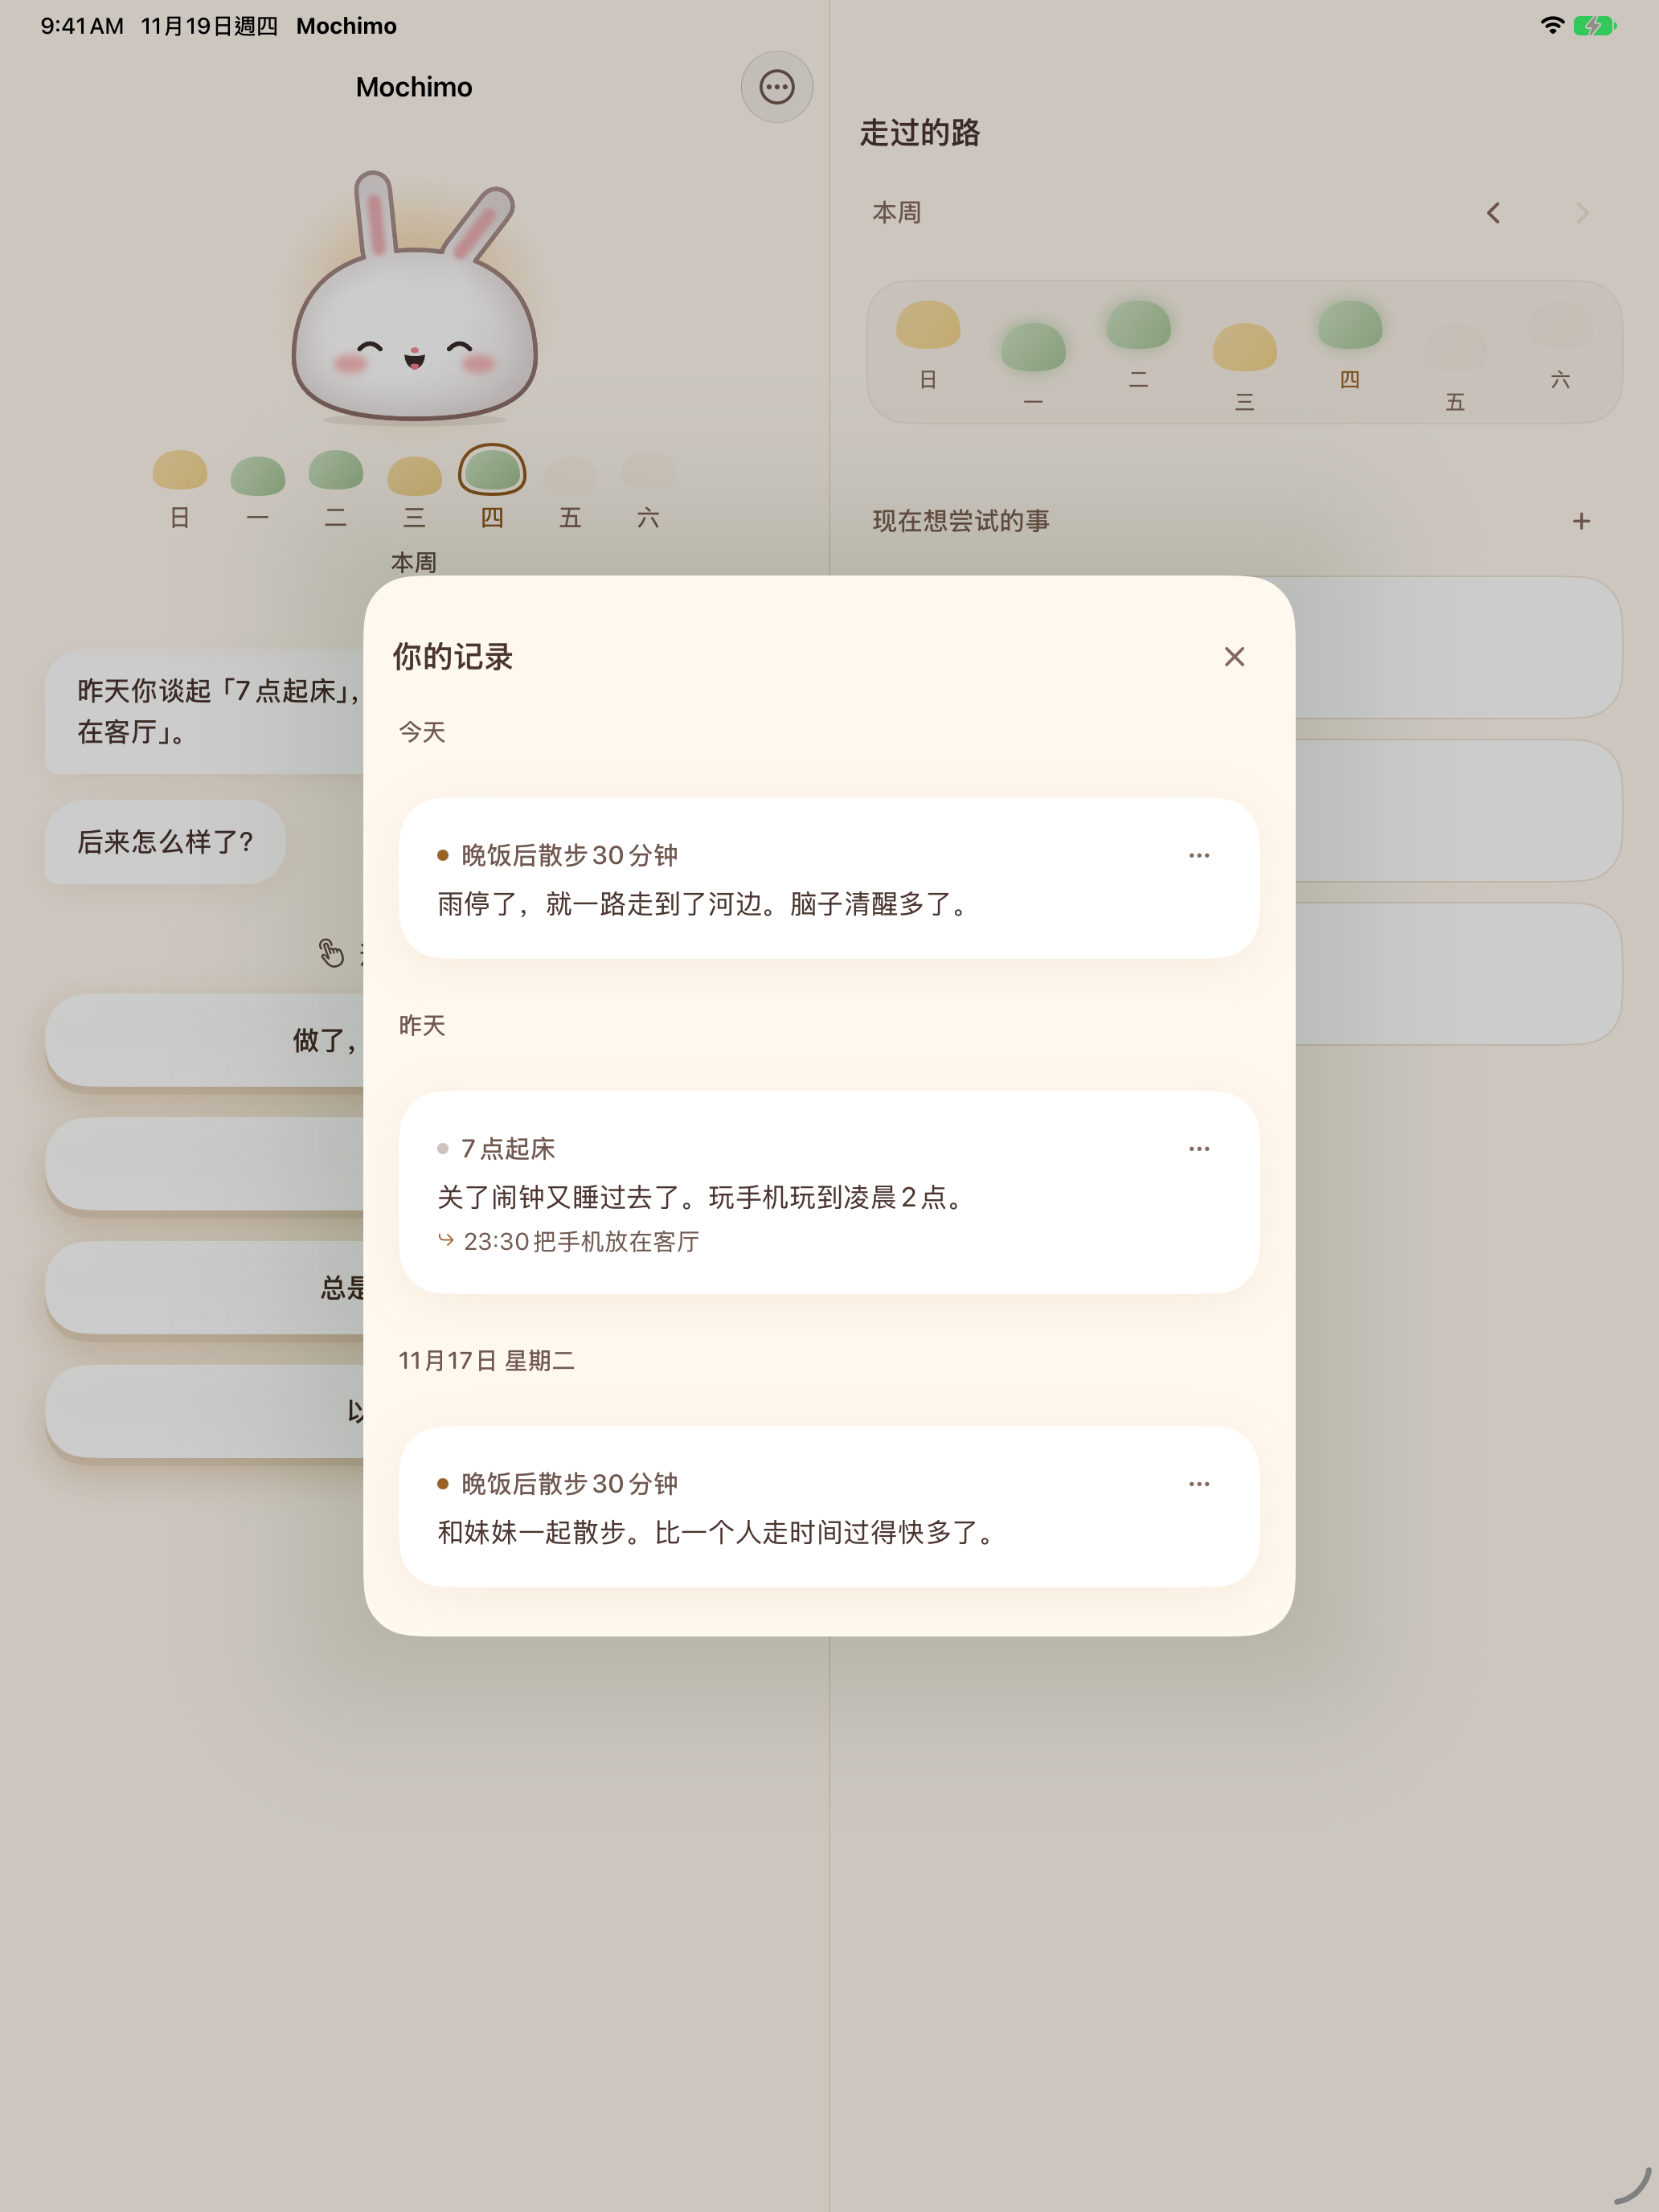 9:41 AM 11月19日週四 Mochimo
Mochimo
日 一 二 三 四 五 六
本周
昨天你谈起「7点起床」,
在客厅」。
后来怎么样了?
做了,
总是
以
走过的路
本周
日 一 二 三 四 五 六
现在想尝试的事
你的记录
今天
晚饭后散步30分钟
雨停了，就一路走到了河边。脑子清醒多了。
昨天
7点起床
关了闹钟又睡过去了。玩手机玩到凌晨2点。
23:30把手机放在客厅
11月17日 星期二
晚饭后散步30分钟
和妹妹一起散步。比一个人走时间过得快多了。